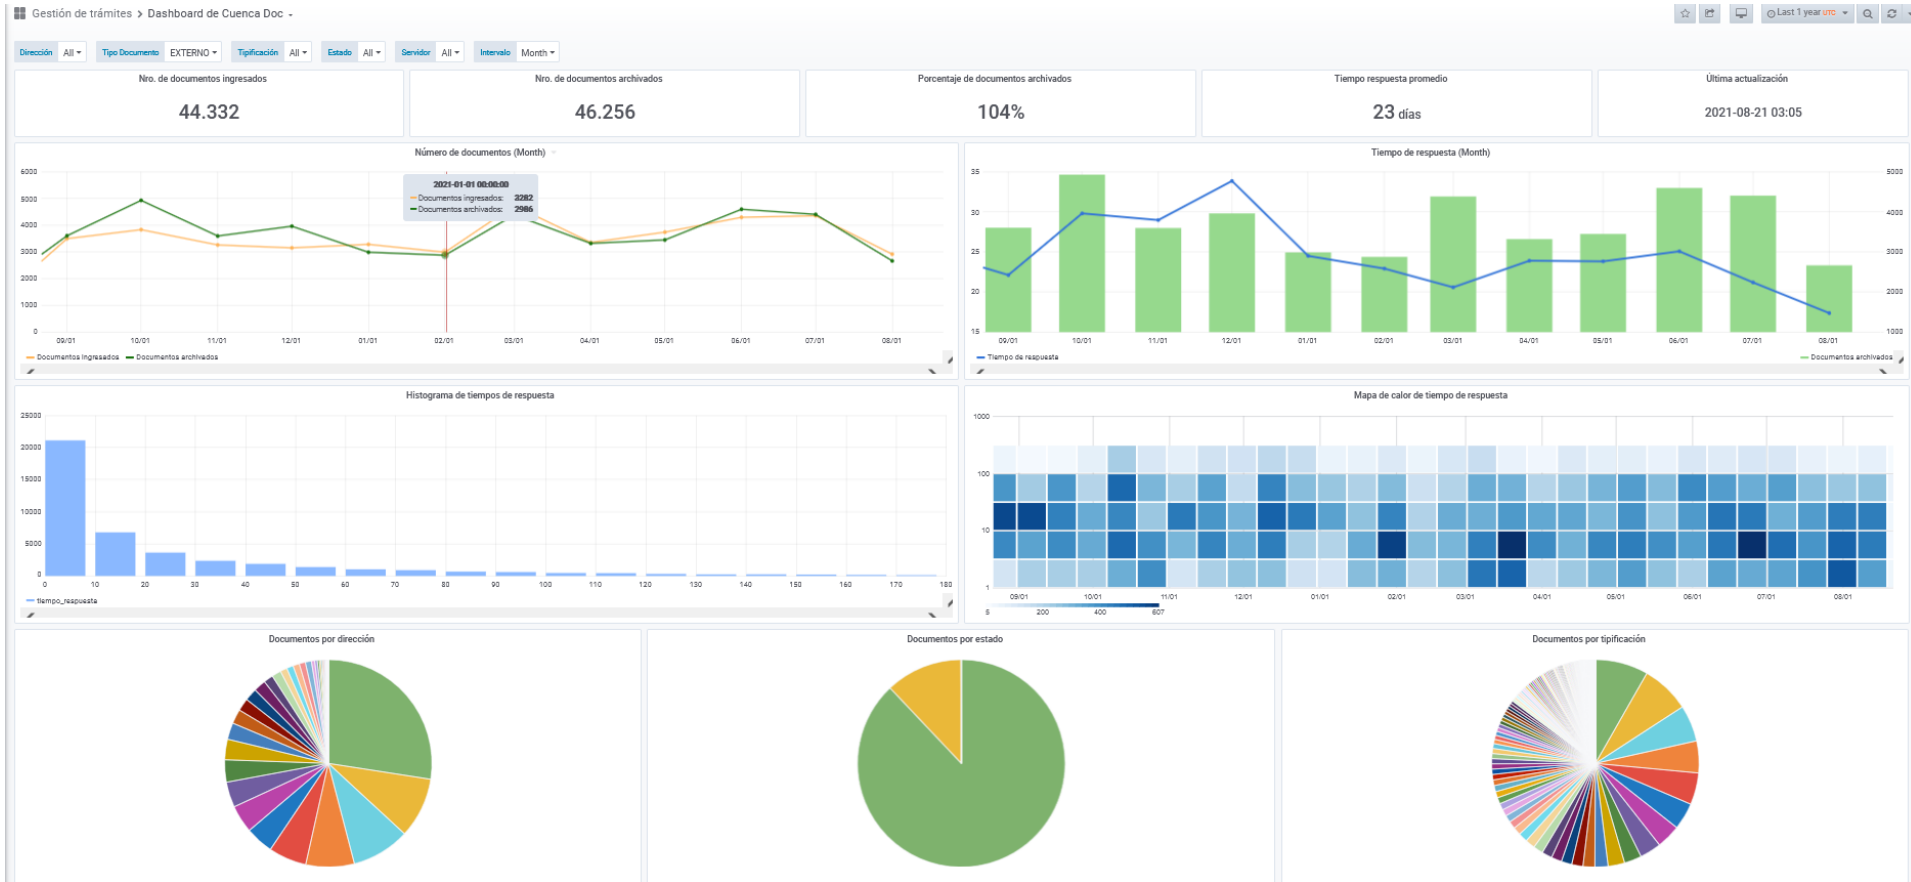 Gestión de trámites > Dashboard de Cuenca Doc
Last 1 year UTC
Dirección All Tipo Documento EXTERNO Tipificación All Estado All Servidor All Intervalo Month
Nro. de documentos ingresados
44.332
Nro. de documentos archivados
46.256
Porcentaje de documentos archivados
104%
Tiempo respuesta promedio
23 días
Última actualización
2021-08-21 03:05
Número de documentos (Month)
6000
5000
4000
3000
2000
1000
0
2021-01-01 00:00:00
Documentos ingresados: 3282
Documentos archivados: 2986
09/01 10/01 11/01 12/01 01/01 02/01 03/01 04/01 05/01 06/01 07/01 08/01
Documentos ingresados Documentos archivados
Tiempo de respuesta (Month)
35 5000
30 4000
25 3000
20 2000
15 1000
09/01 10/01 11/01 12/01 01/01 02/01 03/01 04/01 05/01 06/01 07/01 08/01
Tiempo de respuesta Documentos archivados
Histograma de tiempos de respuesta
25000
20000
15000
10000
5000
0
0 10 20 30 40 50 60 70 80 90 100 110 120 130 140 150 160 170 180
tiempo_respuesta
Mapa de calor de tiempo de respuesta
1000
100
10
1
09/01 10/01 11/01 12/01 01/01 02/01 03/01 04/01 05/01 06/01 07/01 08/01
5 200 400 607
Documentos por dirección
Documentos por estado
Documentos por tipificación